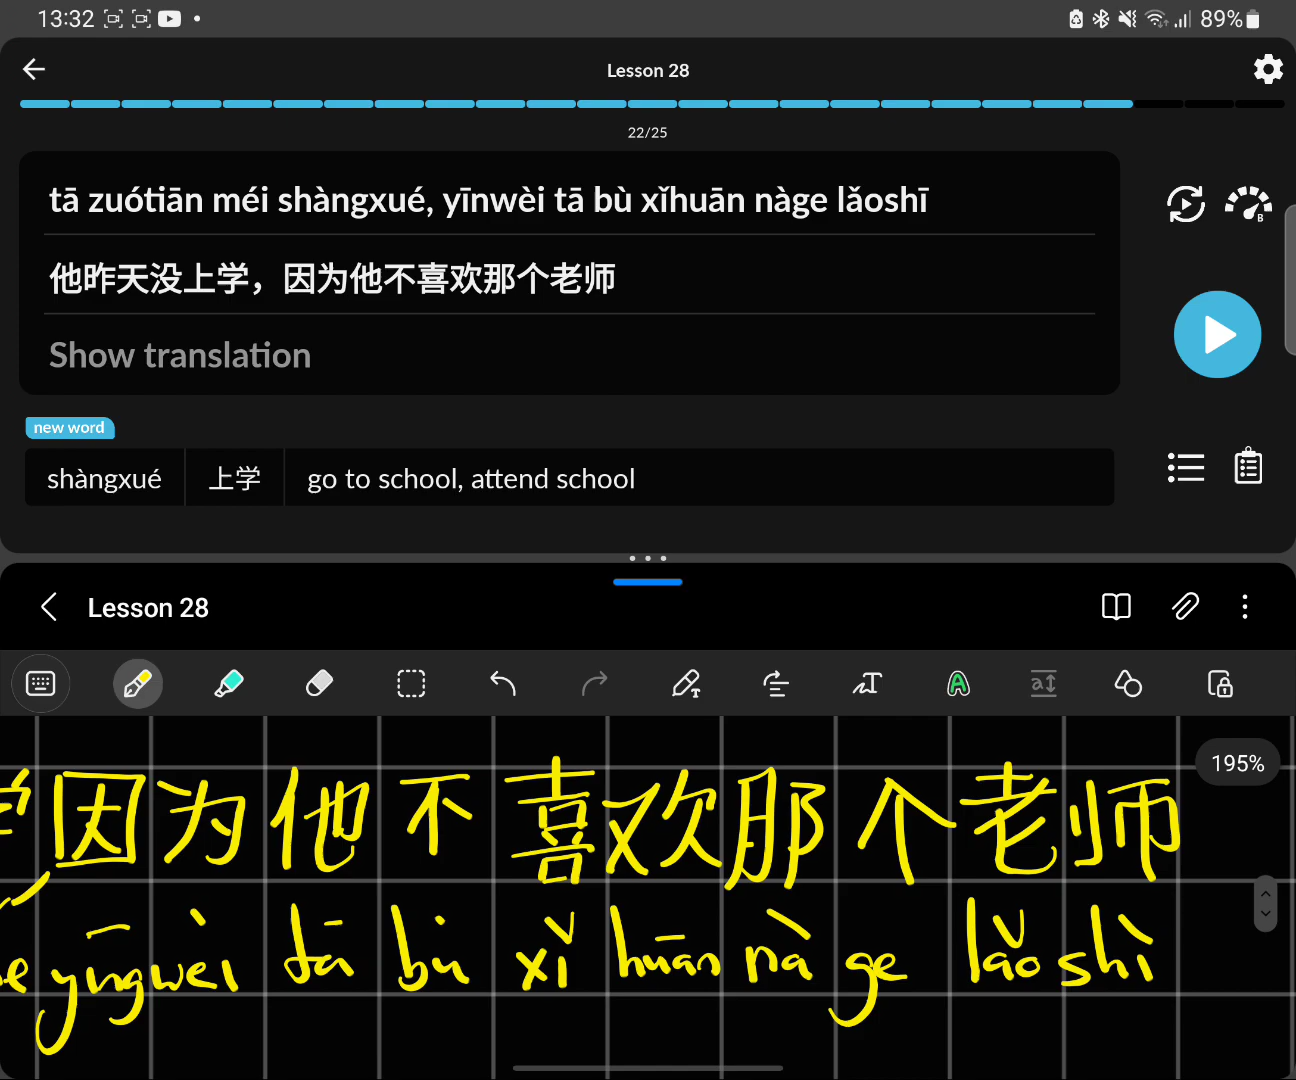 13:32
89%
Lesson 28
22/25
tā zuótiān méi shàngxué, yīnwèi tā bù xǐhuān nàge lǎoshī
他昨天没上学，因为他不喜欢那个老师
Show translation
B
new word
shàngxué 上学 go to school, attend school
Lesson 28
195%
学因为他不喜欢那个老师
e yīngwèi tā bù xǐ huān nà ge lǎo shì